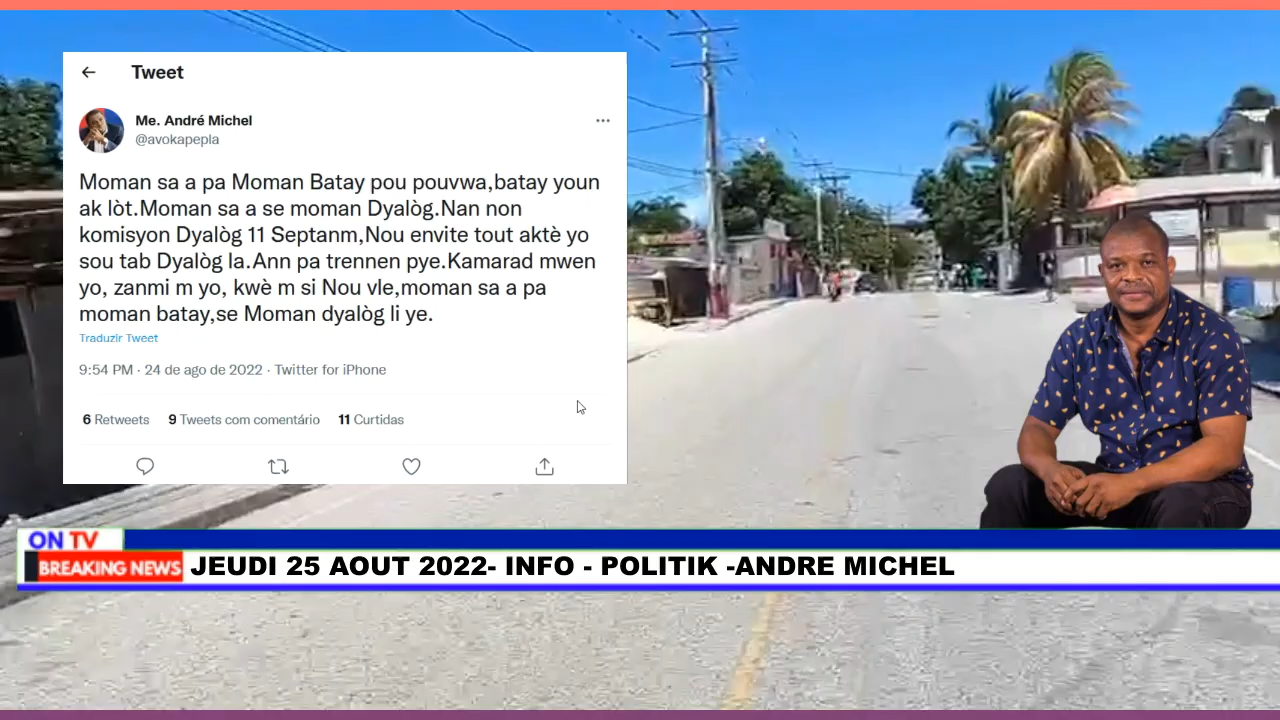 Tweet
Me. André Michel
@avokapepla
Moman sa a pa Moman Batay pou pouvwa,batay youn
ak lòt.Moman sa a se moman Dyalòg.Nan non
komisyon Dyalòg 11 Septanm,Nou envite tout aktè yo
sou tab Dyalòg la.Ann pa trennen pye.Kamarad mwen
yo, zanmi m yo, kwè m si Nou vle,moman sa a pa
moman batay,se Moman dyalòg li ye.
Traduzir Tweet
9:54 PM · 24 de ago de 2022 · Twitter for iPhone
6 Retweets 9 Tweets com comentário 11 Curtidas
ON TV
BREAKING NEWS JEUDI 25 AOUT 2022- INFO - POLITIK -ANDRE MICHEL